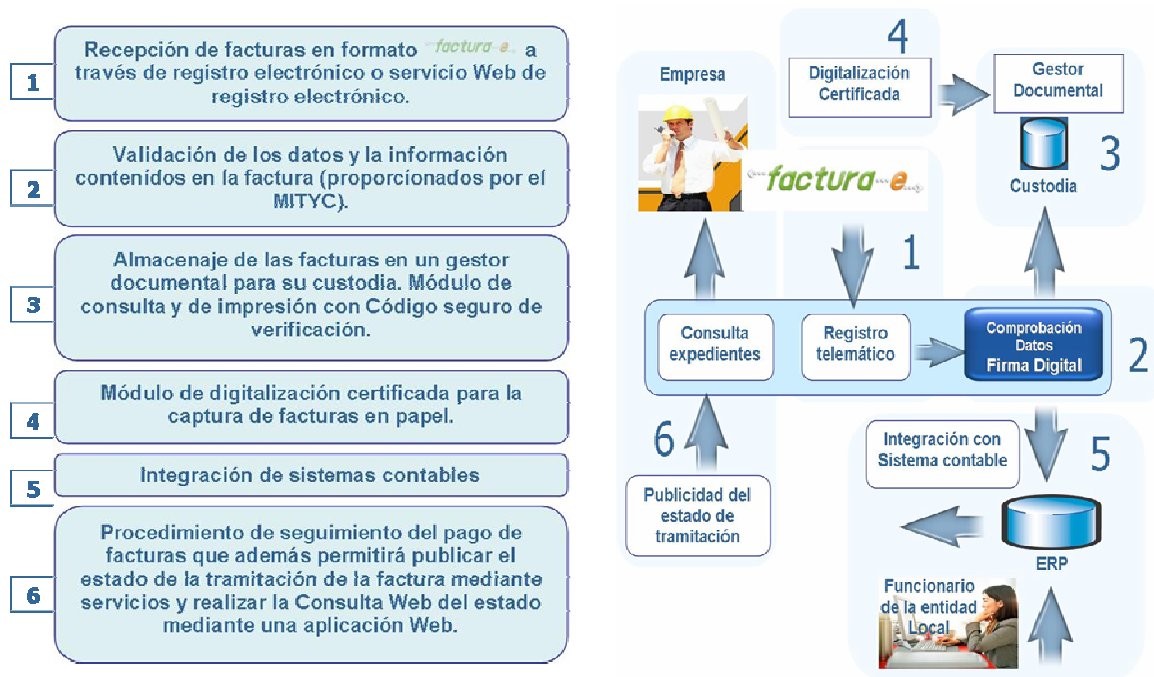 1
Recepción de facturas en formato factura-e a
través de registro electrónico o servicio Web de
registro electrónico.
2
Validación de los datos y la información
contenídos en la factura (proporcíonados por el
MITYC).
3
Almacenaje de las facturas en un gestor
documental para su custodia. Módulo de
consulta y de impresión con Código seguro de
verificación.
4
Módulo de digitalización certificada para la
captura de facturas en papel.
5
Integración de sistemas contables
6
Procedimiento de seguimiento del pago de
facturas que además permitirá publicar el
estado de la tramitación de la factura mediante
servicios y realizar la Consulta Web del estado
mediante una aplicación Web.
Empresa
4
Digitalización
Certificada
Gestor
Documental
3
Custodia
<···factura···e···>
1
Consulta
expedientes
Registro
telemático
Comprobación
Datos
Firma Digital
2
6
Publicidad del
estado de
tramitación
Integración con
Sistema contable
5
ERP
Funcionario
de la entidad
Local